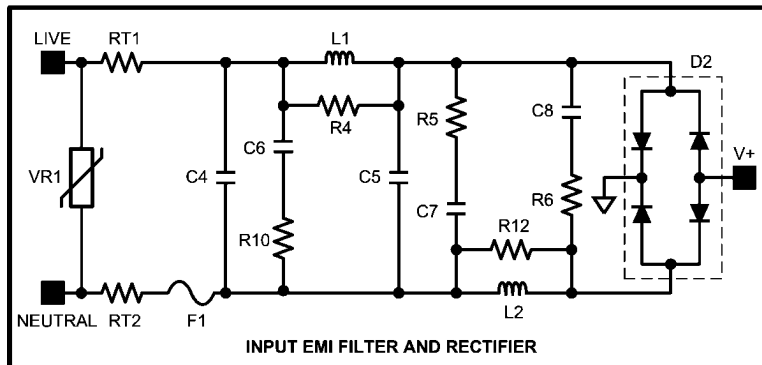 LIVE
RT1
L1
D2
R4
R5
C8
C6
V+
VR1
C4
C5
R6
C7
R10
R12
NEUTRAL
RT2
F1
L2
INPUT EMI FILTER AND RECTIFIER